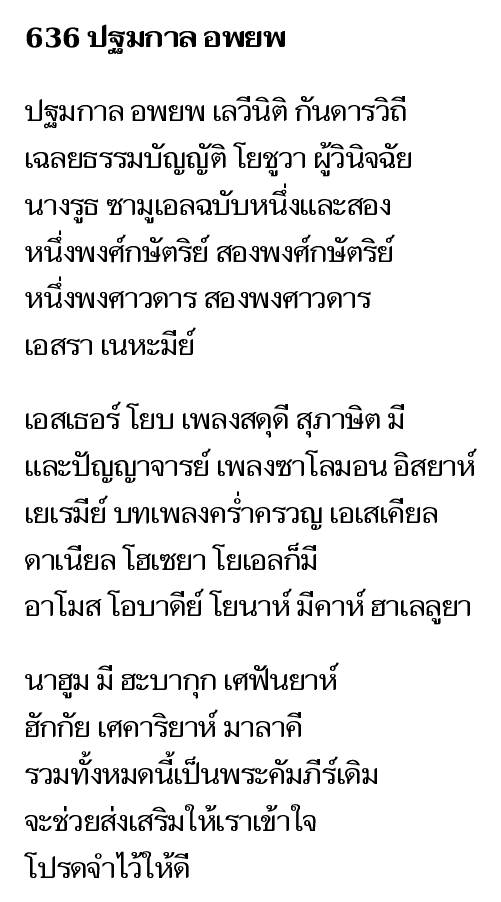 636 ปฐมกาล อพยพ
ปฐมกาล อพยพ เลวีนิติ กันดารวิถี
เฉลยธรรมบัญญัติ โยชูวา ผู้วินิจฉัย
นางรูธ ซามูเอลฉบับหนึ่งและสอง
หนึ่งพงศ์กษัตริย์ สองพงศ์กษัตริย์
หนึ่งพงศาวดาร สองพงศาวดาร
เอสรา เนหะมีย์
เอสเธอร์ โยบ เพลงสดุดี สุภาษิต มี
และปัญญาจารย์ เพลงซาโลมอน อิสยาห์
เยเรมีย์ บทเพลงคร่ำครวญ เอเสเคียล
ดาเนียล โฮเซยา โยเอลก็มี
อาโมส โอบาดีย์ โยนาห์ มีคาห์ ฮาเลลูยา
นาฮูม มี ฮะบากุก เศฟันยาห์
ฮักกัย เศคาริยาห์ มาลาคี
รวมทั้งหมดนี้เป็นพระคัมภีร์เดิม
จะช่วยส่งเสริมให้เราเข้าใจ
โปรดจำไว้ให้ดี